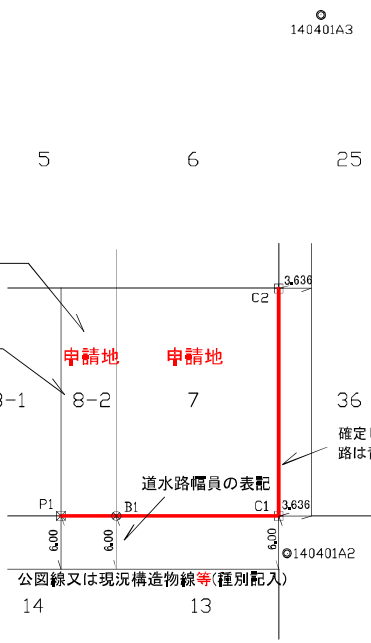 140401A3
5
6
25
3.636
C2
申請地
申請地
8-2
7
36
確定
路は
道水路幅員の表記
P1
B1
C1
3.636
6.00
6.00
6.00
140401A2
公図線又は現況構造物線等(種別記入)
14
13